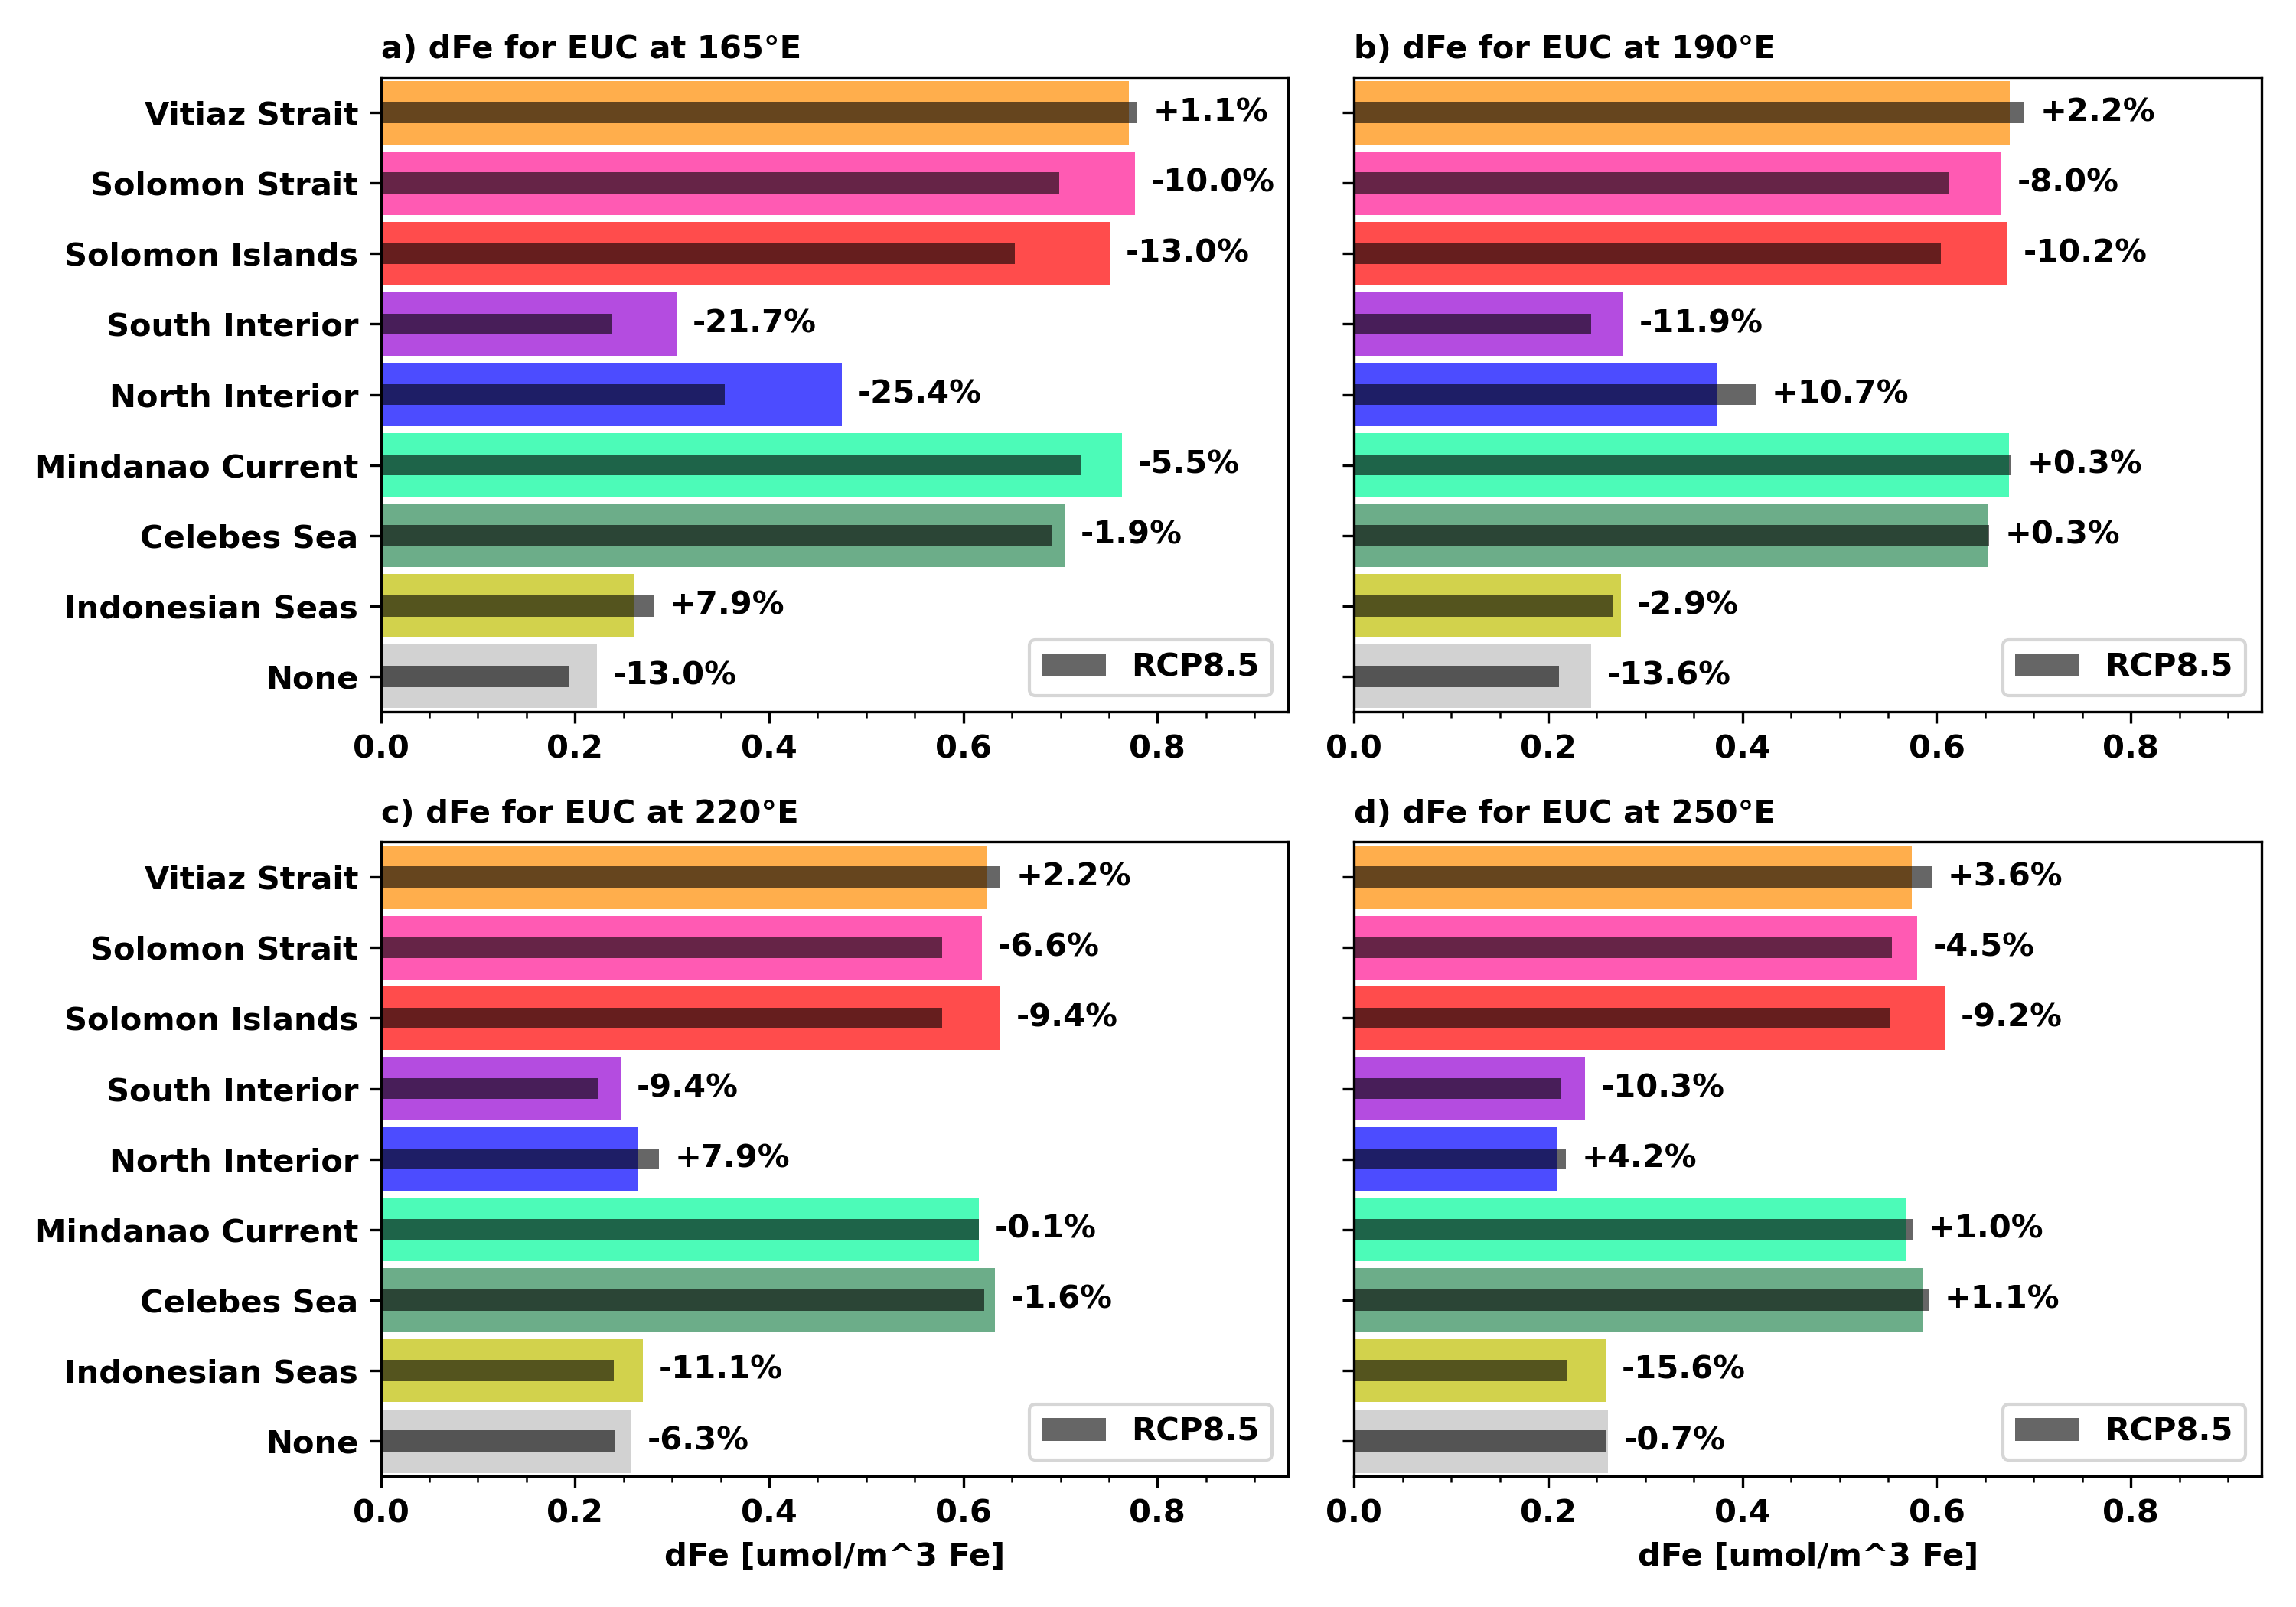 a) dFe for EUC at 165°E
Vitiaz Strait +1.1%
Solomon Strait -10.0%
Solomon Islands -13.0%
South Interior -21.7%
North Interior -25.4%
Mindanao Current -5.5%
Celebes Sea -1.9%
Indonesian Seas +7.9%
None -13.0%
RCP8.5
0.0 0.2 0.4 0.6 0.8
b) dFe for EUC at 190°E
+2.2%
-8.0%
-10.2%
-11.9%
+10.7%
+0.3%
+0.3%
-2.9%
-13.6%
RCP8.5
0.0 0.2 0.4 0.6 0.8
c) dFe for EUC at 220°E
Vitiaz Strait +2.2%
Solomon Strait -6.6%
Solomon Islands -9.4%
South Interior -9.4%
North Interior +7.9%
Mindanao Current -0.1%
Celebes Sea -1.6%
Indonesian Seas -11.1%
None -6.3%
RCP8.5
0.0 0.2 0.4 0.6 0.8
dFe [umol/m^3 Fe]
d) dFe for EUC at 250°E
+3.6%
-4.5%
-9.2%
-10.3%
+4.2%
+1.0%
+1.1%
-15.6%
-0.7%
RCP8.5
0.0 0.2 0.4 0.6 0.8
dFe [umol/m^3 Fe]